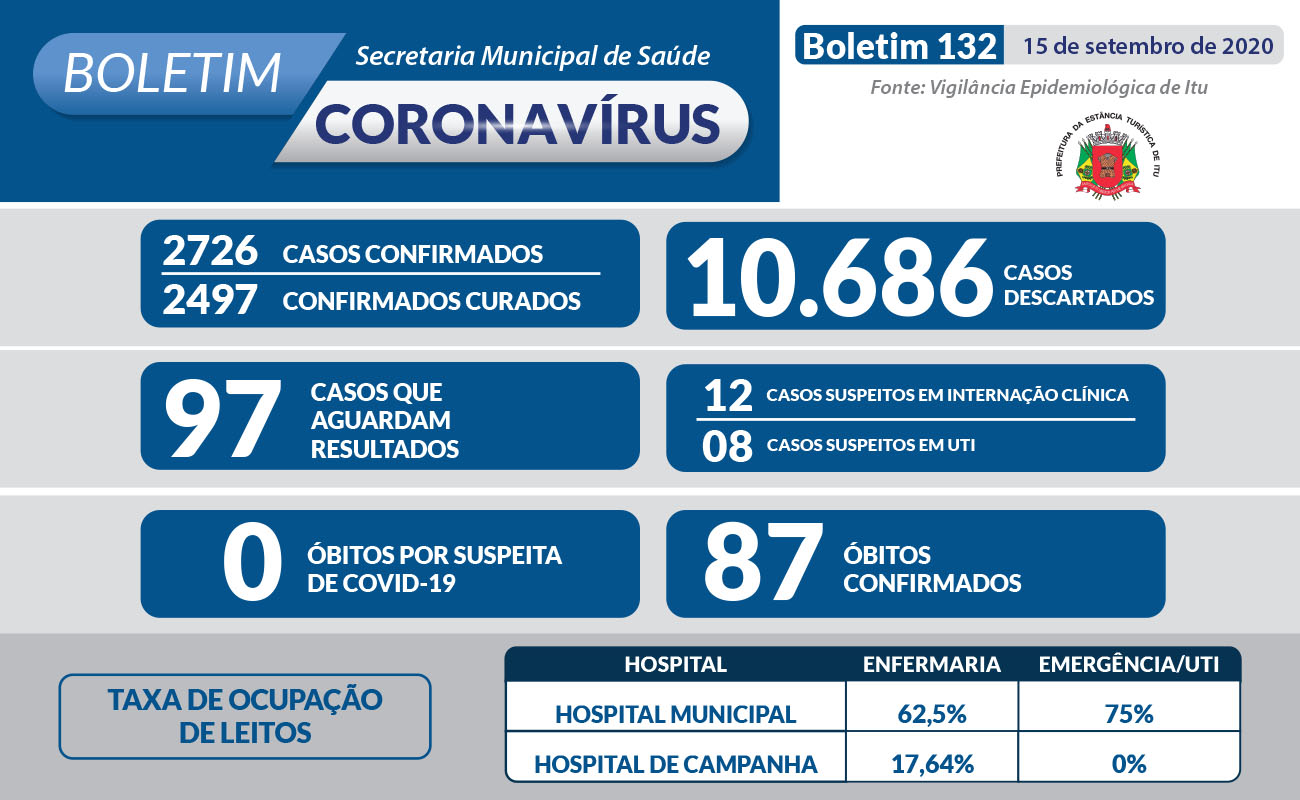 BOLETIM
Secretaria Municipal de Saúde
CORONAVÍRUS
Boletim 132
15 de setembro de 2020
Fonte: Vigilância Epidemiológica de Itu
PREFEITURA DA ESTÂNCIA TURÍSTICA DE ITU
2726 CASOS CONFIRMADOS
2497 CONFIRMADOS CURADOS
10.686 CASOS
DESCARTADOS
97 CASOS QUE
AGUARDAM
RESULTADOS
12 CASOS SUSPEITOS EM INTERNAÇÃO CLÍNICA
08 CASOS SUSPEITOS EM UTI
0 ÓBITOS POR SUSPEITA
DE COVID-19
87 ÓBITOS
CONFIRMADOS
TAXA DE OCUPAÇÃO
DE LEITOS
HOSPITAL ENFERMARIA EMERGÊNCIA/UTI
HOSPITAL MUNICIPAL 62,5% 75%
HOSPITAL DE CAMPANHA 17,64% 0%